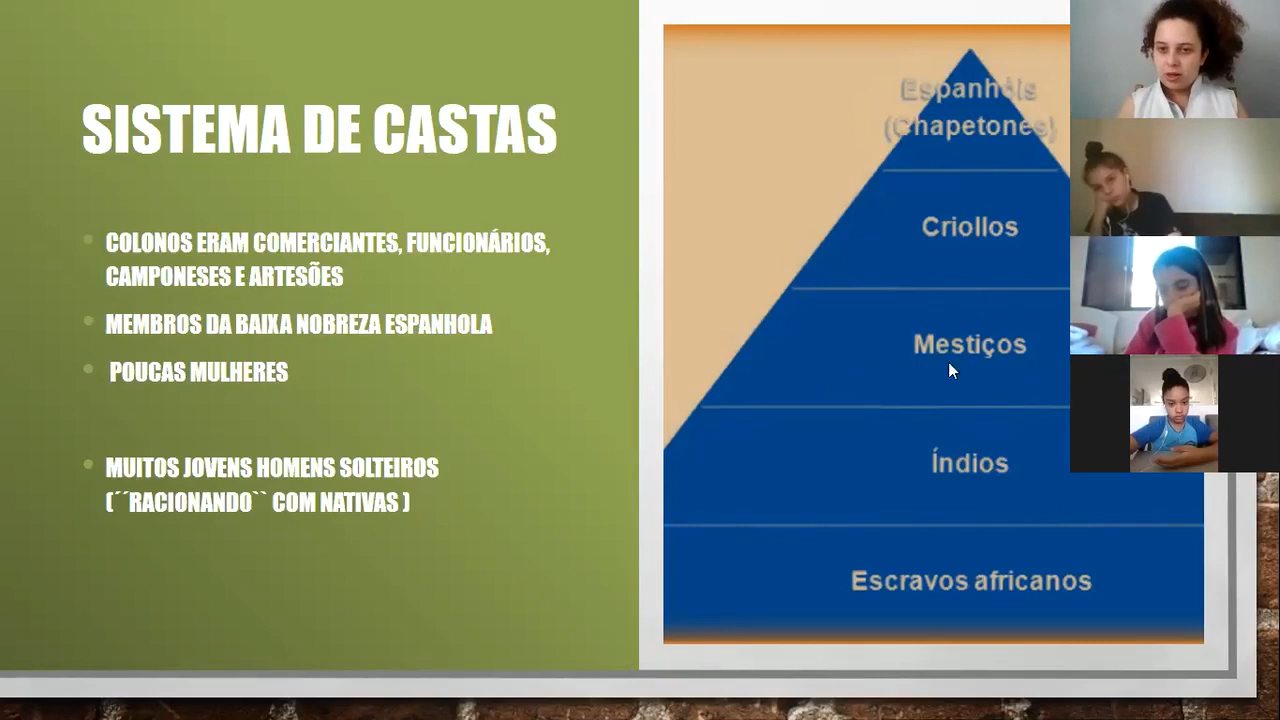 SISTEMA DE CASTAS
COLONOS ERAM COMERCIANTES, FUNCIONÁRIOS,
CAMPONESES E ARTESÕES
MEMBROS DA BAIXA NOBREZA ESPANHOLA
POUCAS MULHERES
MUITOS JOVENS HOMENS SOLTEIROS
(´´RACIONANDO`` COM NATIVAS )
Espanhóis
(Chapetones)
Criollos
Mestiços
Índios
Escravos africanos